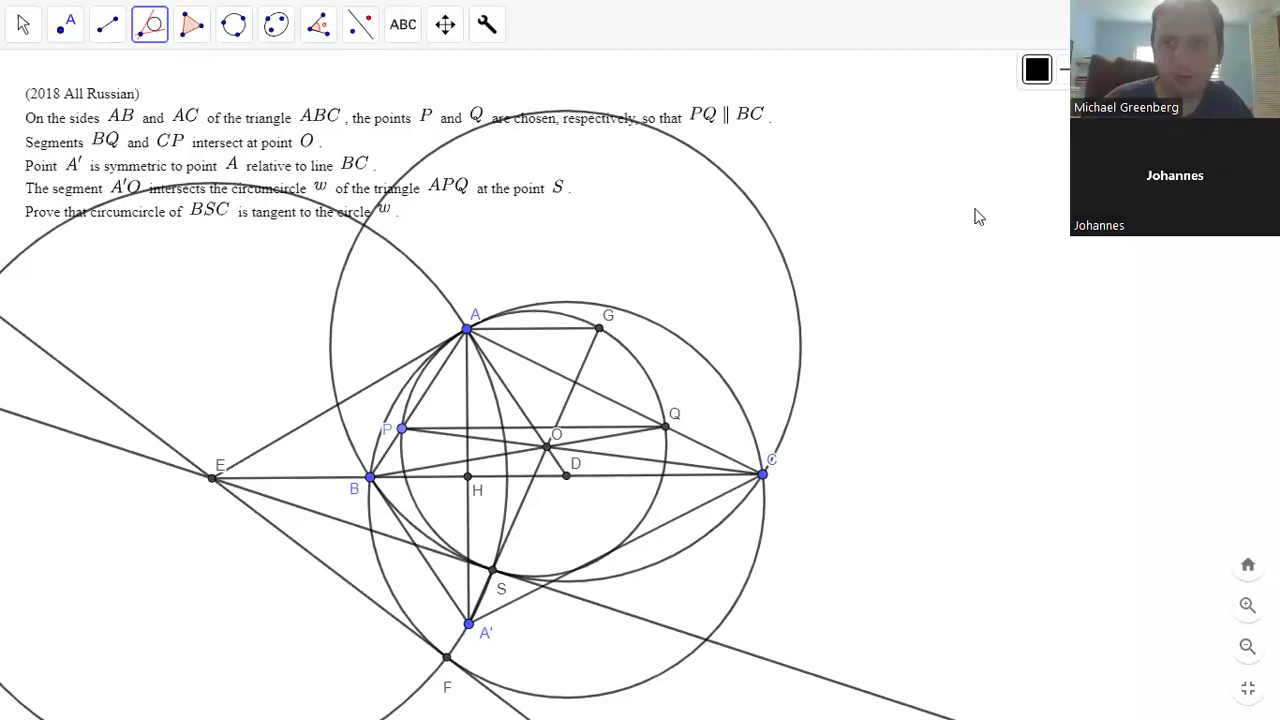 A
ABC
(2018 All Russian)
On the sides AB and AC of the triangle ABC , the points P and Q are chosen, respectively, so that PQ ∥ BC .
Segments BQ and CP intersect at point O .
Point A′ is symmetric to point A relative to line BC .
The segment A′O intersects the circumcircle w of the triangle APQ at the point S .
Prove that circumcircle of BSC is tangent to the circle w .
Michael Greenberg
Johannes
Johannes
A
G
P
Q
O
E
D
C
B
H
S
A'
F